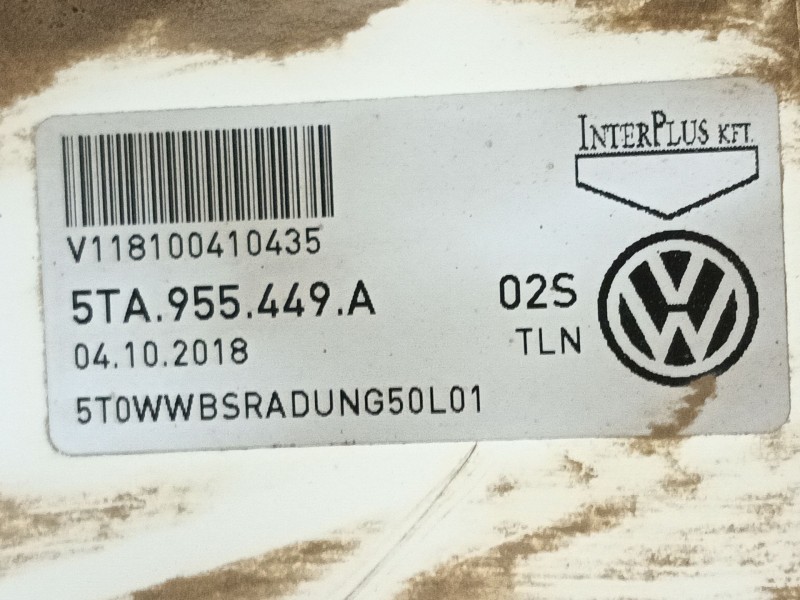 INTERPLUS KFT.
V118100410435
5TA.955.449.A
02S
04.10.2018
TLN
5T0WWBSRADUNG50L01